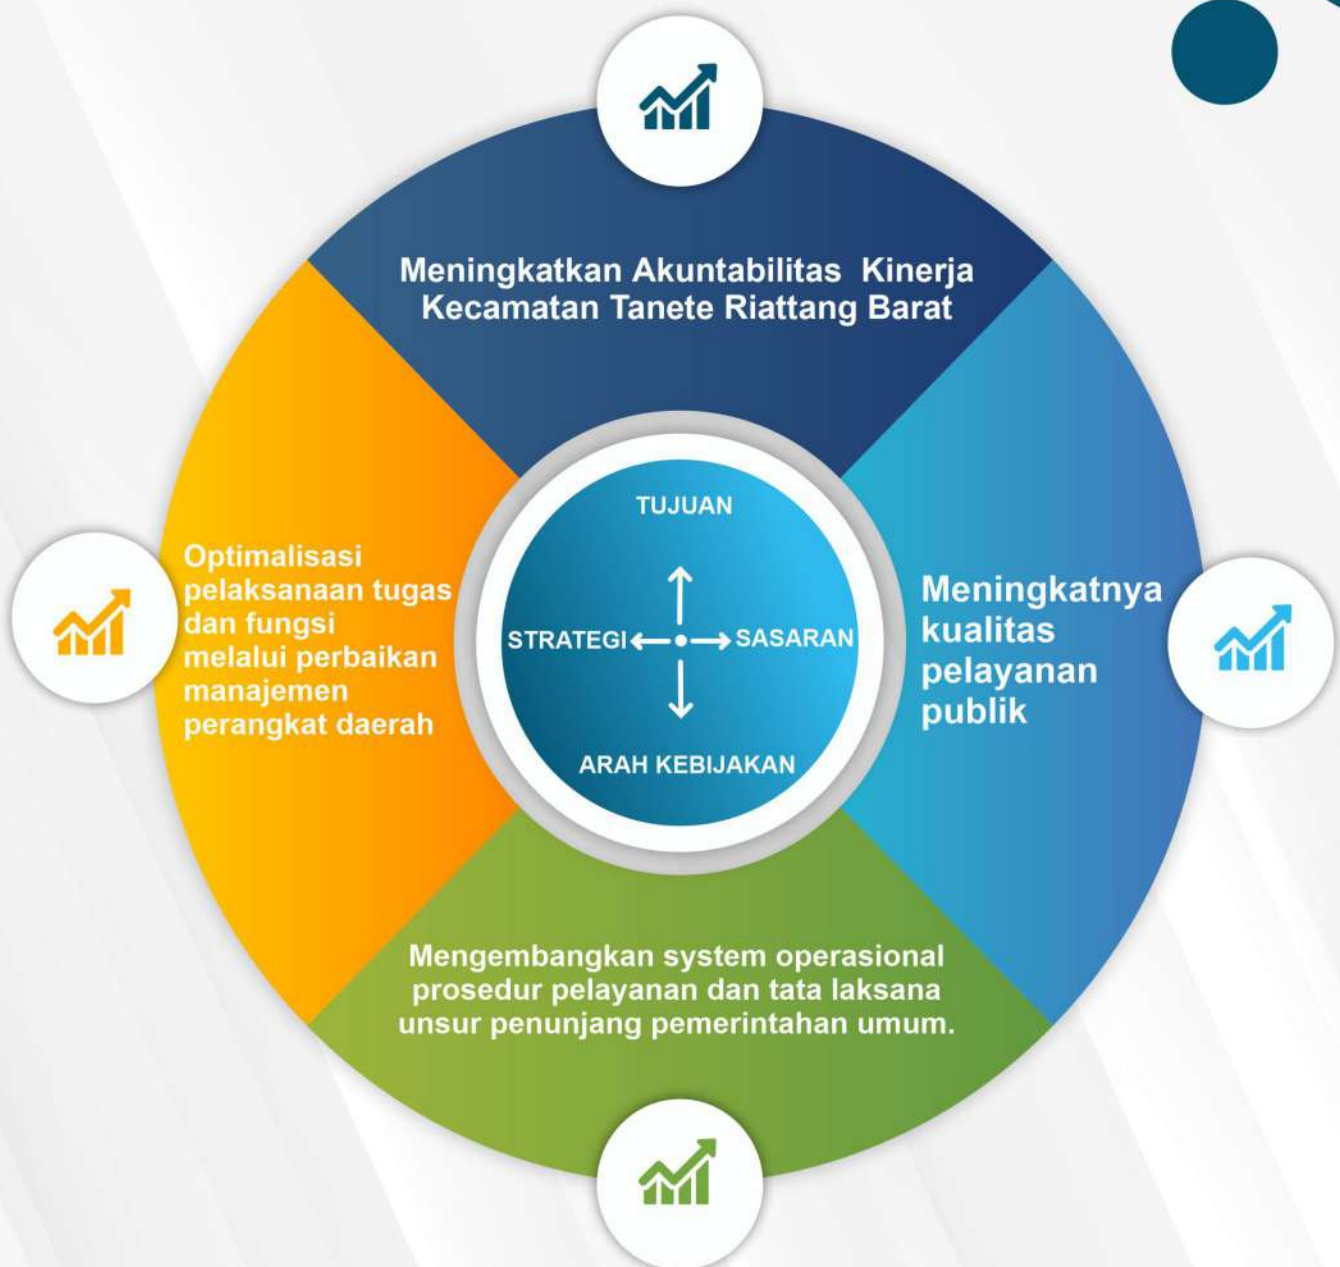 Meningkatkan Akuntabilitas Kinerja
Kecamatan Tanete Riattang Barat
TUJUAN
STRATEGI
SASARAN
ARAH KEBIJAKAN
Optimalisasi
pelaksanaan tugas
dan fungsi
melalui perbaikan
manajemen
perangkat daerah
Meningkatnya
kualitas
pelayanan
publik
Mengembangkan system operasional
prosedur pelayanan dan tata laksana
unsur penunjang pemerintahan umum.